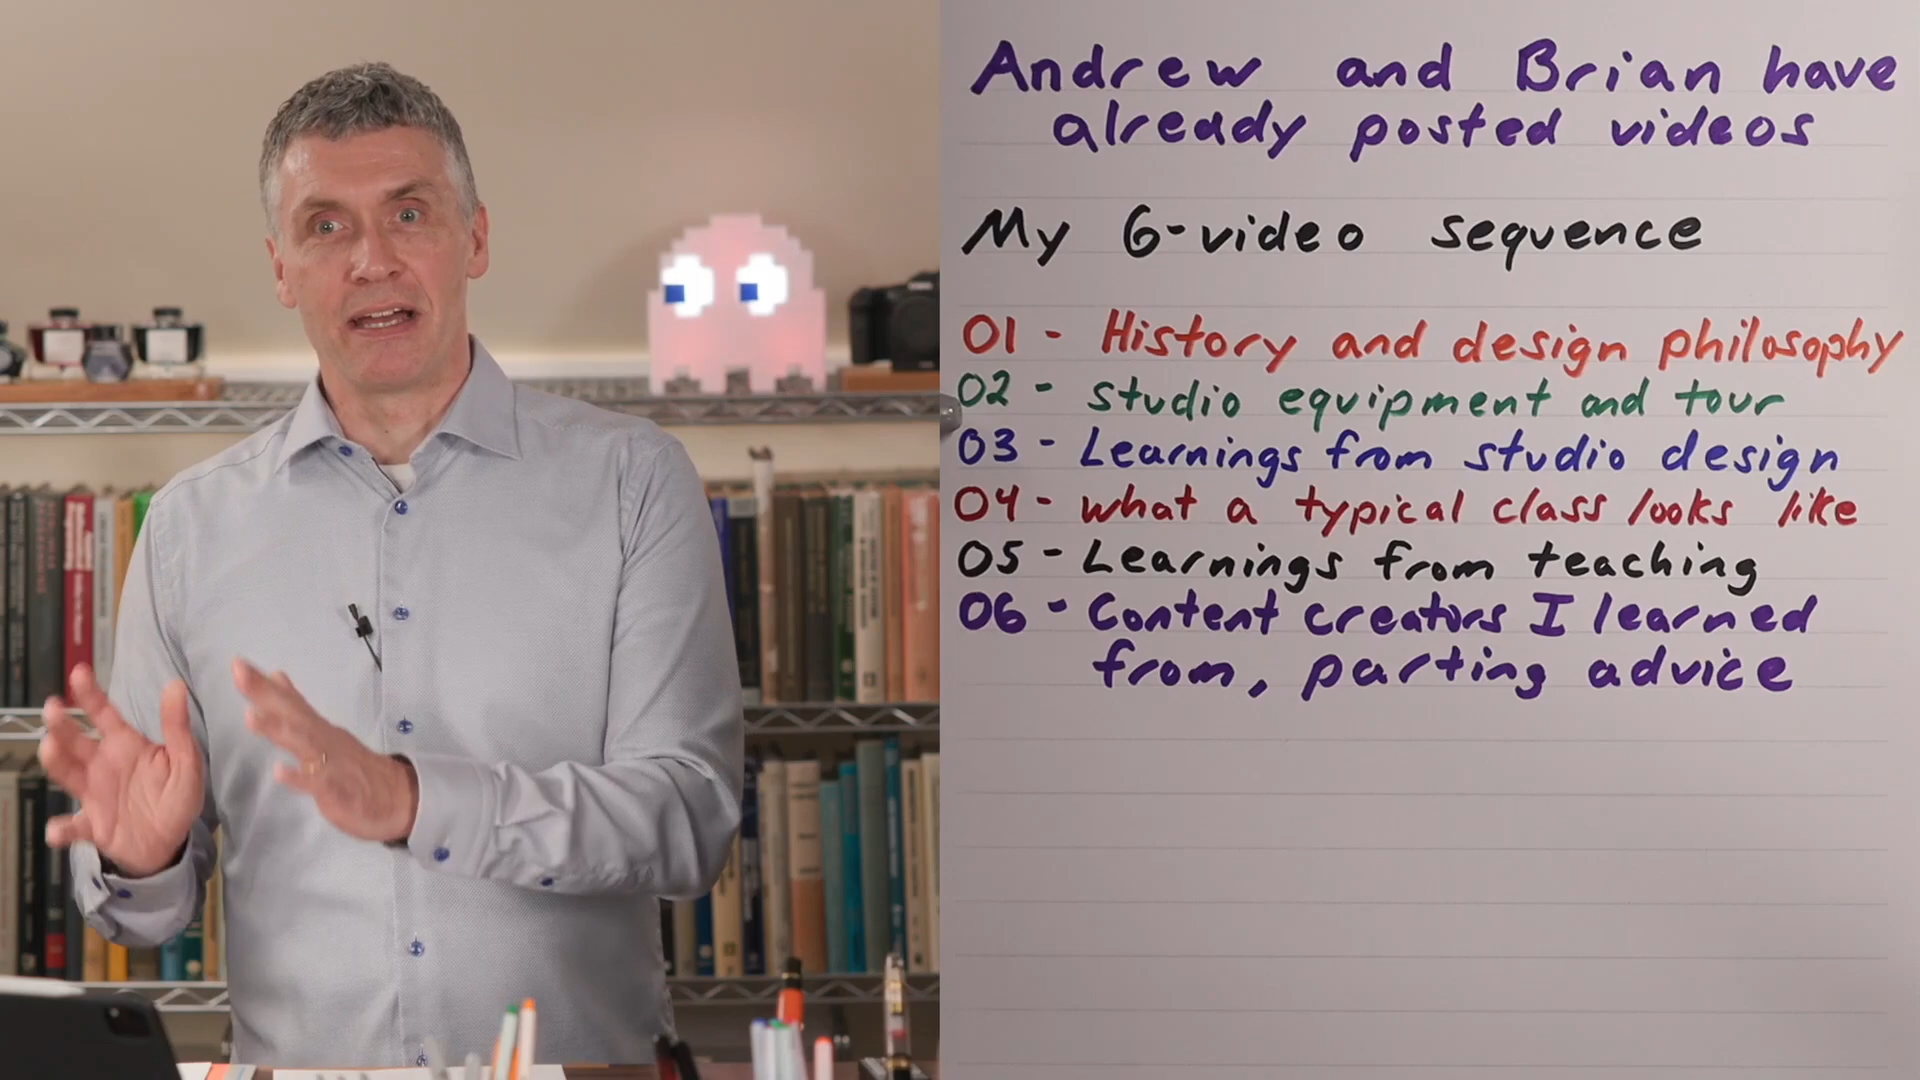 Andrew and Brian have
already posted videos
My 6-video sequence
01 - History and design philosophy
02 - studio equipment and tour
03 - Learnings from studio design
04 - what a typical class looks like
05 - Learnings from teaching
06 - Content creators I learned
from, parting advice